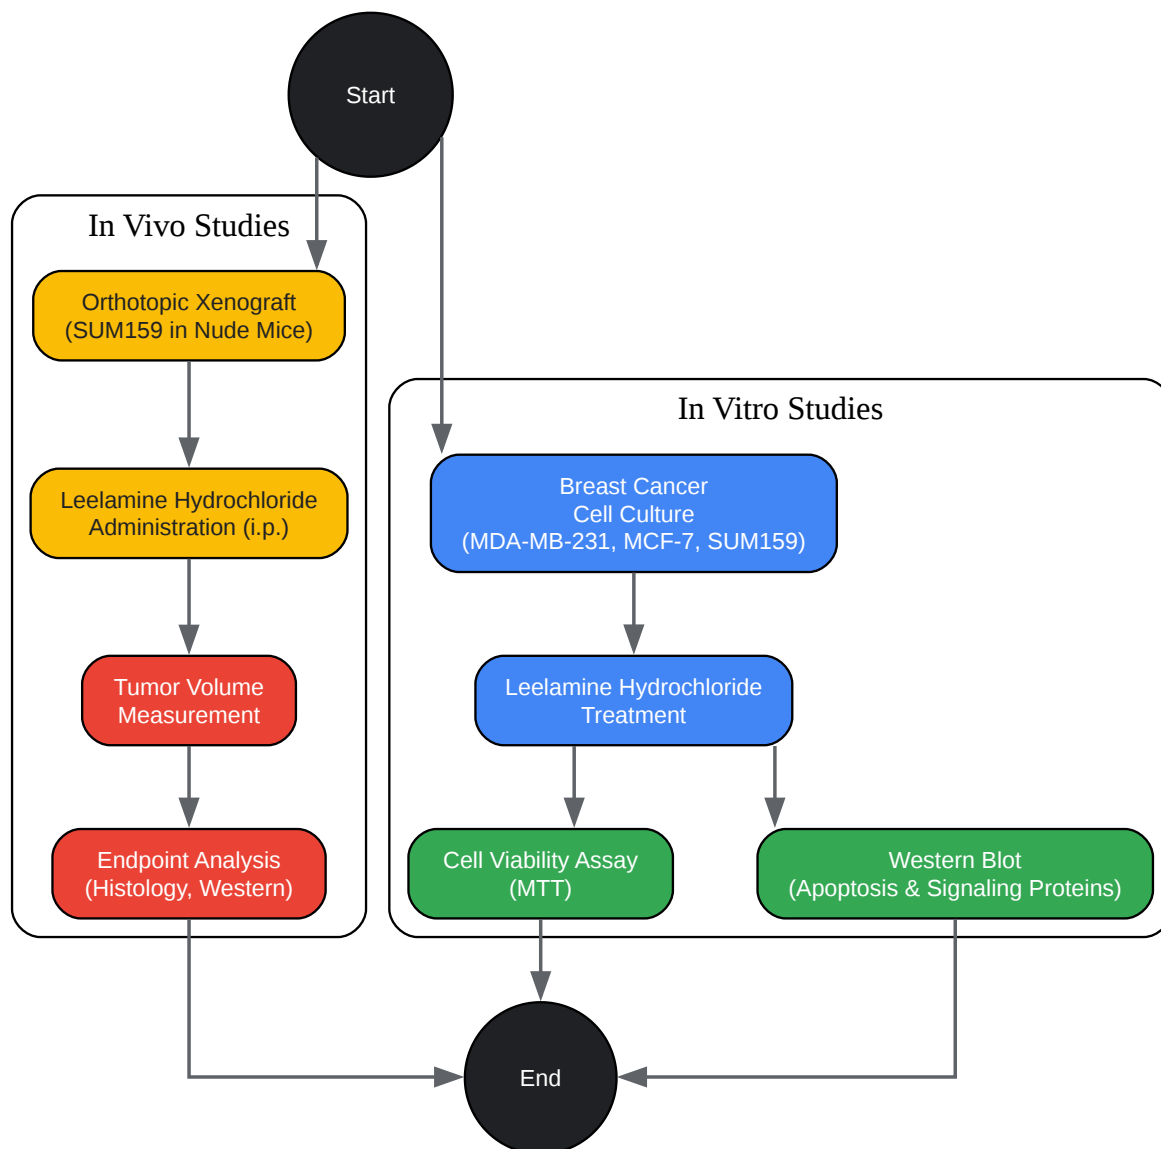 Start
In Vivo Studies
Orthotopic Xenograft
(SUM159 in Nude Mice)
Leelamine Hydrochloride
Administration (i.p.)
Tumor Volume
Measurement
Endpoint Analysis
(Histology, Western)
In Vitro Studies
Breast Cancer
Cell Culture
(MDA-MB-231, MCF-7, SUM159)
Leelamine Hydrochloride
Treatment
Cell Viability Assay
(MTT)
Western Blot
(Apoptosis & Signaling Proteins)
End